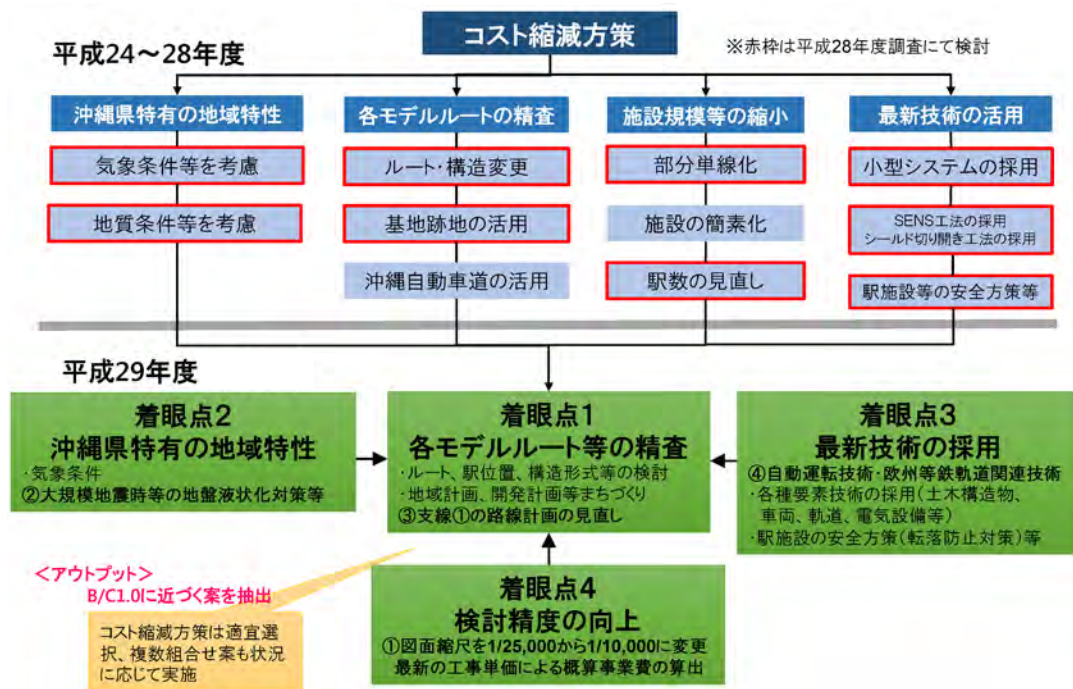 コスト縮減方策
平成24～28年度
※赤枠は平成28年度調査にて検討
沖縄県特有の地域特性
気象条件等を考慮
地質条件等を考慮
各モデルルートの精査
ルート・構造変更
基地跡地の活用
沖縄自動車道の活用
施設規模等の縮小
部分単線化
施設の簡素化
駅数の見直し
最新技術の活用
小型システムの採用
SENS工法の採用
シールド切り開き工法の採用
駅施設等の安全方策等
平成29年度
着眼点2
沖縄県特有の地域特性
・気象条件
②大規模地震時等の地盤液状化対策等
着眼点1
各モデルルート等の精査
・ルート、駅位置、構造形式等の検討
・地域計画、開発計画等まちづくり
③支線①の路線計画の見直し
着眼点3
最新技術の採用
④自動運転技術・欧州等鉄軌道関連技術
・各種要素技術の採用(土木構造物、
車両、軌道、電気設備等)
・駅施設の安全方策(転落防止対策)等
＜アウトプット＞
B/C1.0に近づく案を抽出
コスト縮減方策は適宜選
択、複数組合せ案も状況
に応じて実施
着眼点4
検討精度の向上
①図面縮尺を1/25,000から1/10,000に変更
最新の工事単価による概算事業費の算出